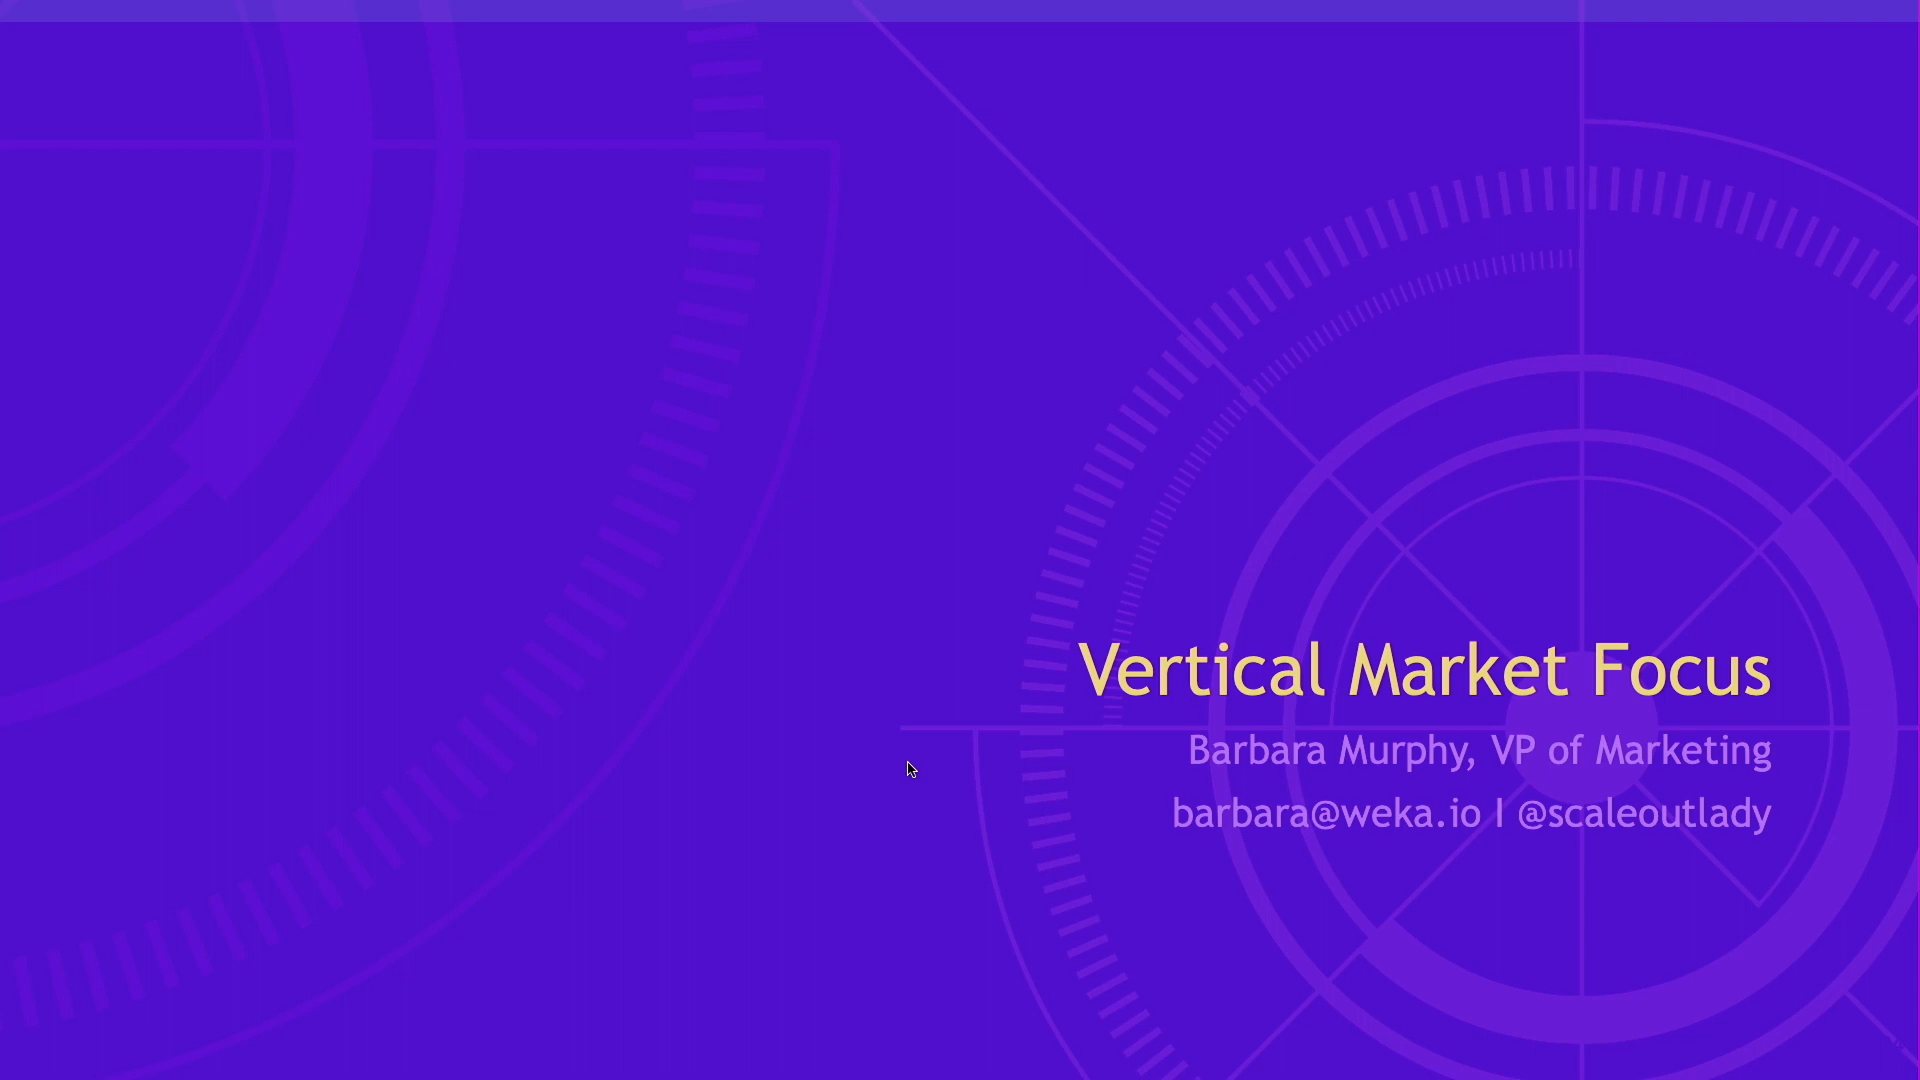 Vertical Market Focus
Barbara Murphy, VP of Marketing
barbara@weka.io I @scaleoutlady